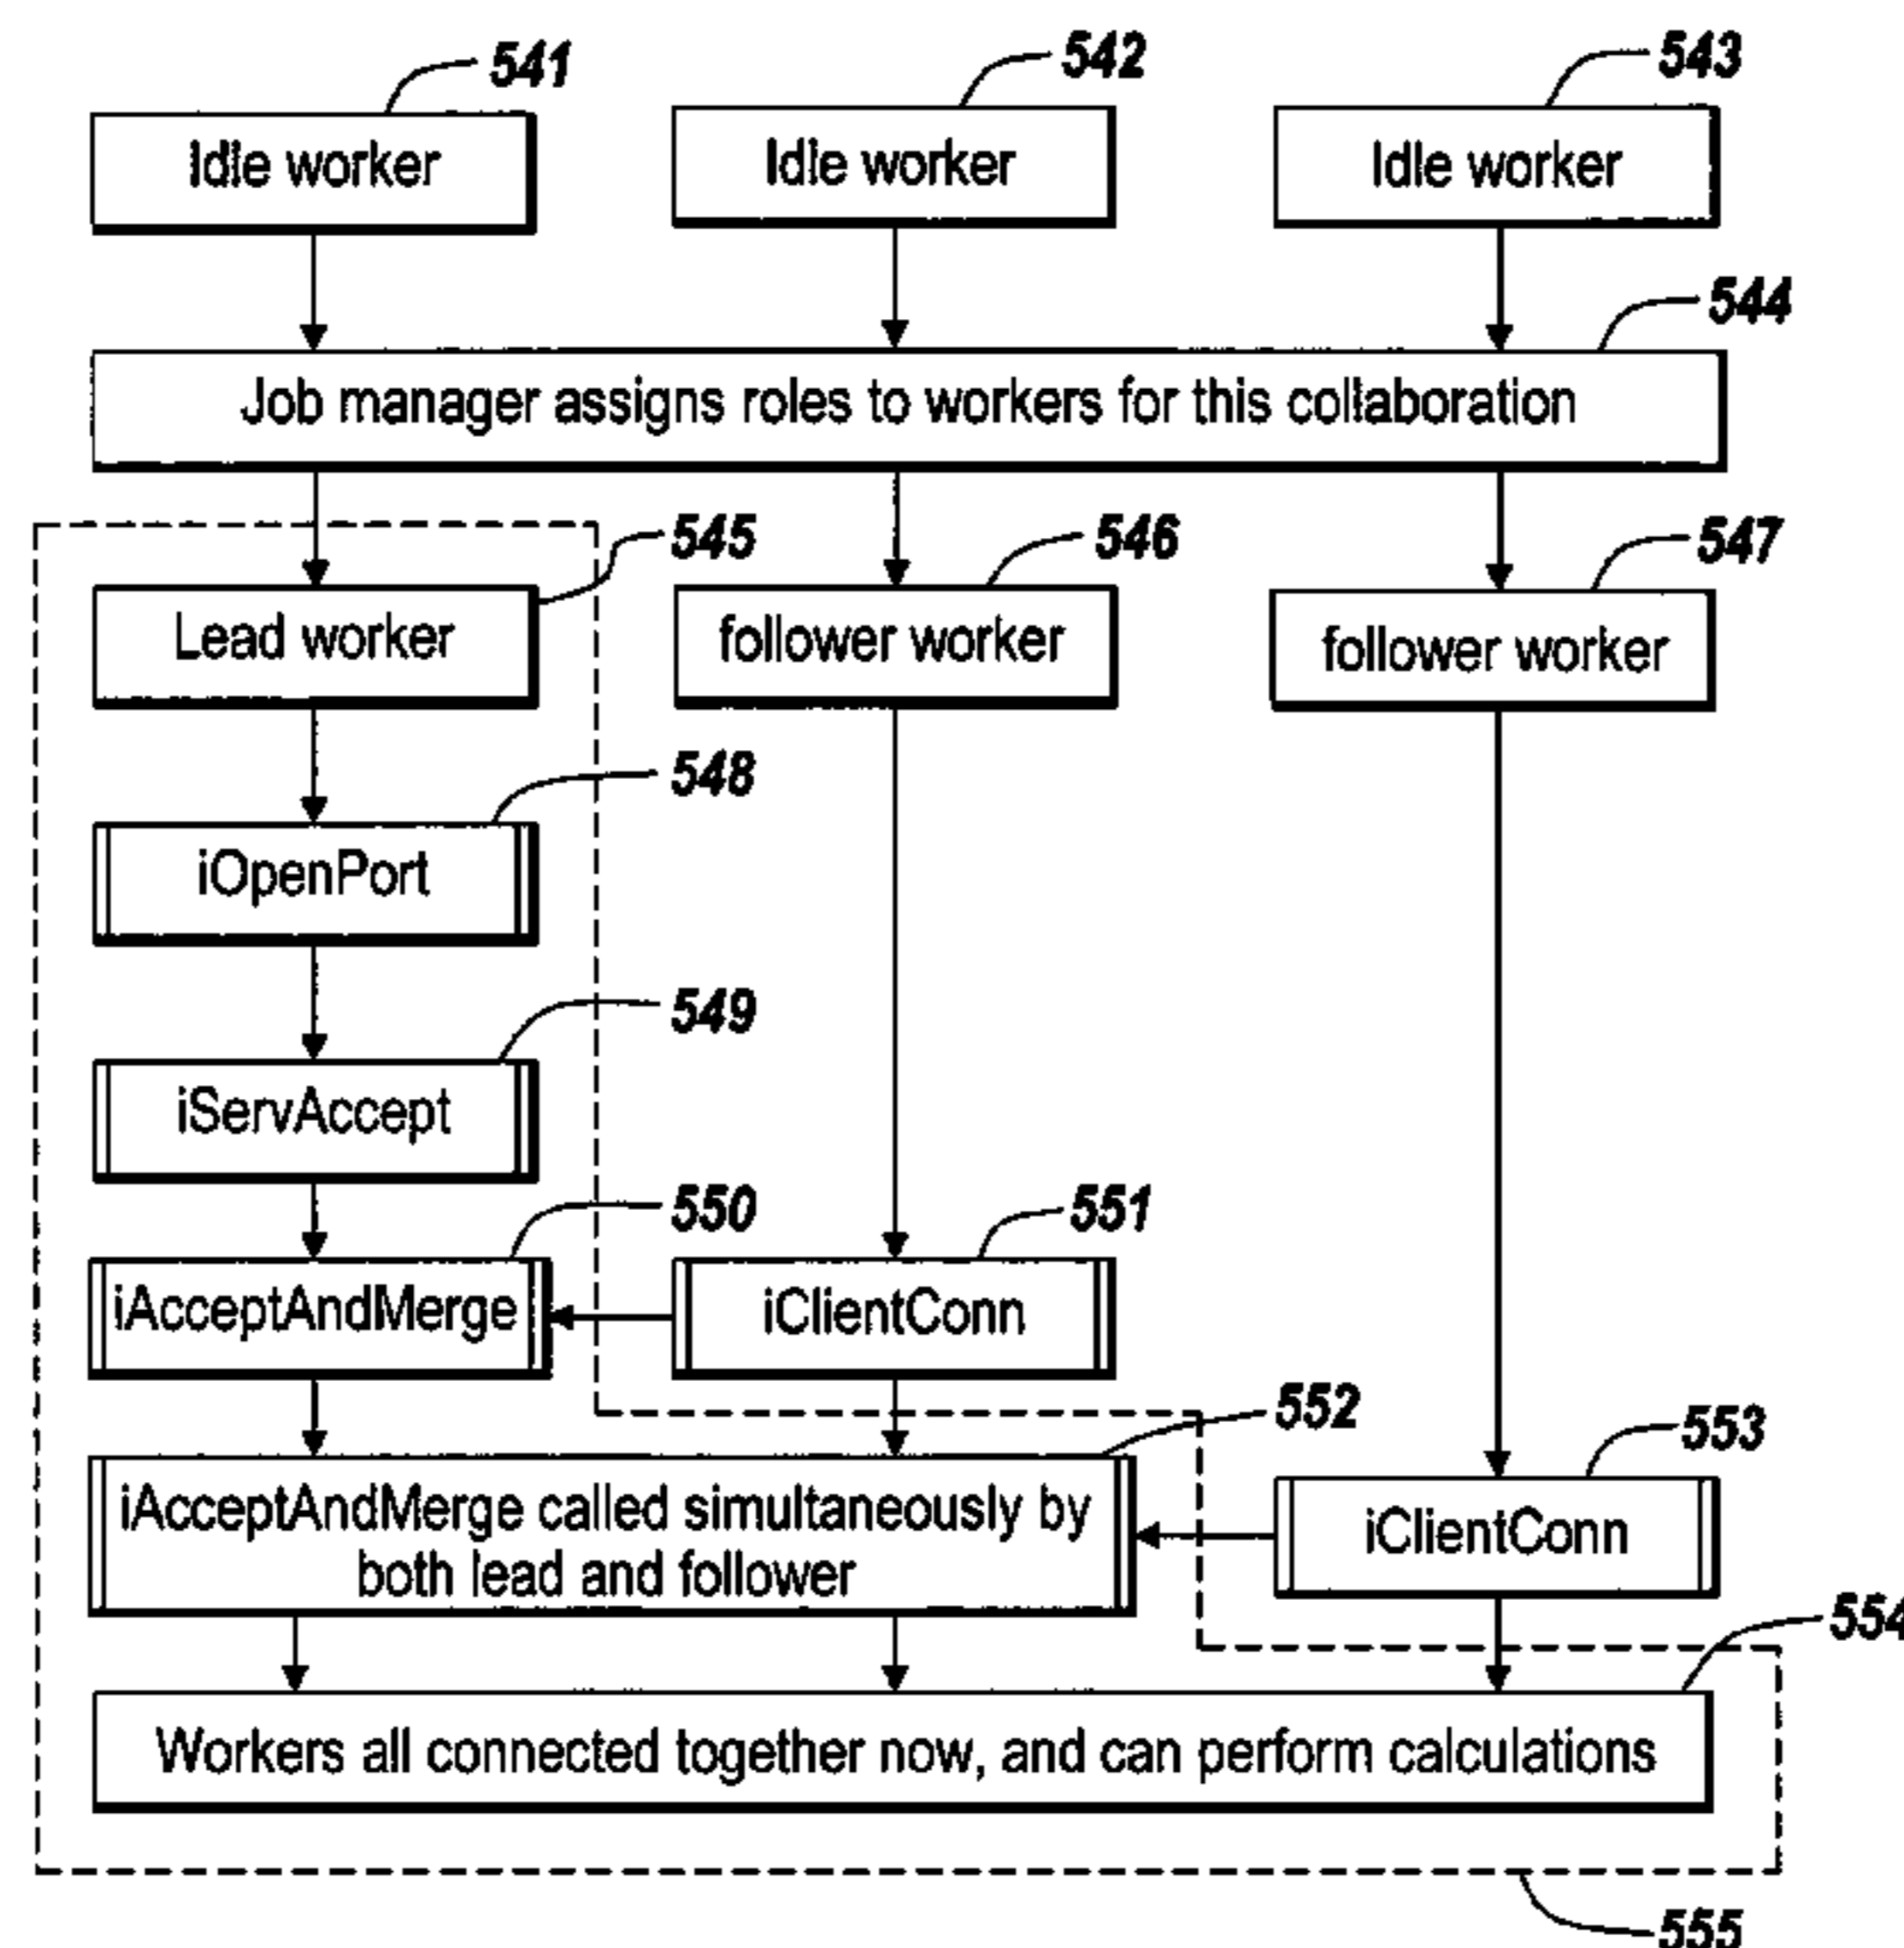 541
542
543
Idle worker
Idle worker
Idle worker
544
Job manager assigns roles to workers for this collaboration
545
546
547
Lead worker
follower worker
follower worker
548
iOpenPort
549
iServAccept
550
551
iAcceptAndMerge
iClientConn
552
553
iAcceptAndMerge called simultaneously by
both lead and follower
iClientConn
554
Workers all connected together now, and can perform calculations
555